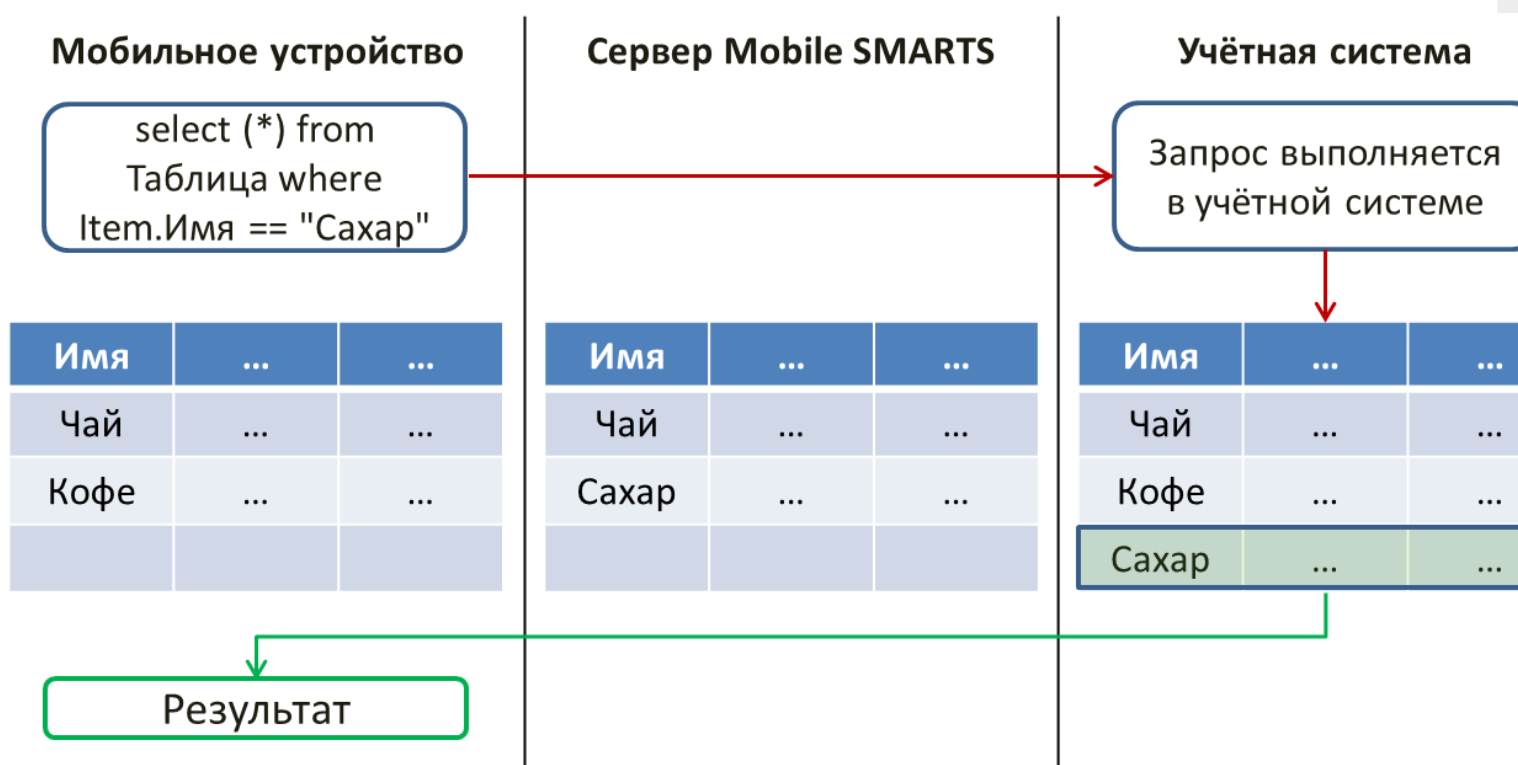 Мобильное устройство
Сервер Mobile SMARTS
Учётная система
select (*) from
Таблица where
Item.Имя == "Сахар"
Запрос выполняется
в учётной системе
Имя ... ...
Чай ... ...
Кофе ... ...
Имя ... ...
Чай ... ...
Сахар ... ...
Имя ... ...
Чай ... ...
Кофе ... ...
Сахар ... ...
Результат